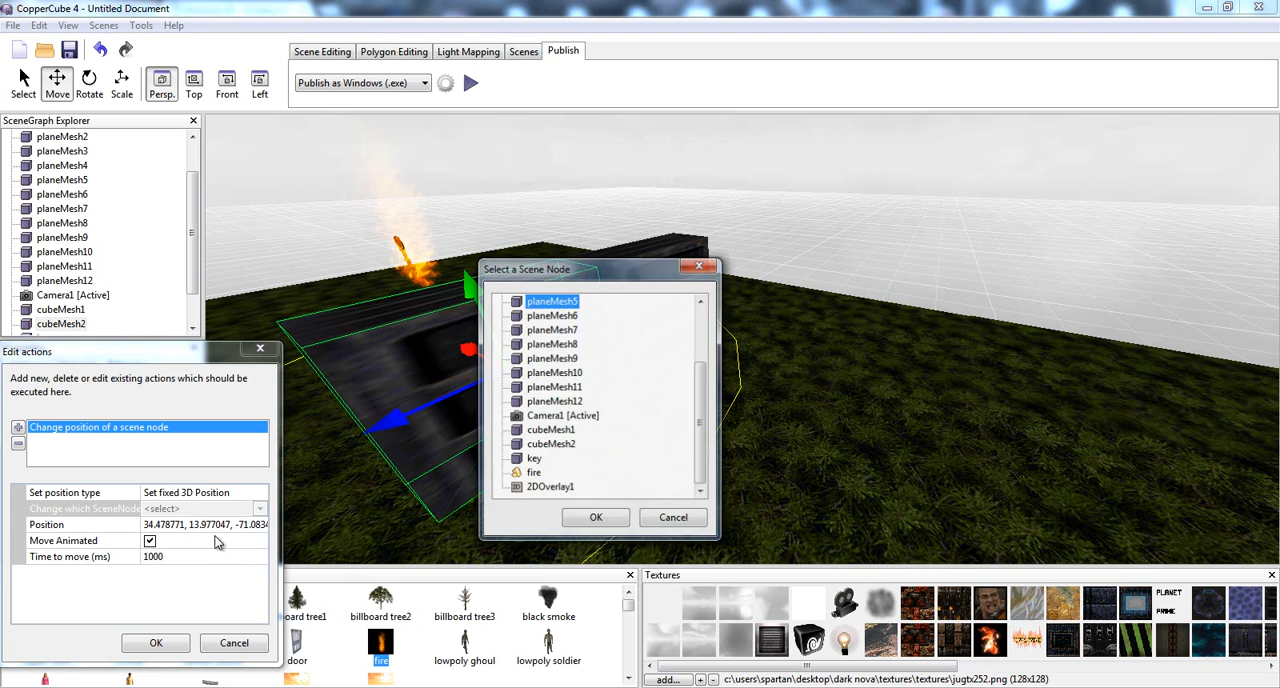 CopperCube 4 - Untitled Document
File Edit View Scenes Tools Help
Scene Editing Polygon Editing Light Mapping Scenes Publish
Select Move Rotate Scale Persp. Top Front Left
Publish as Windows (.exe)
SceneGraph Explorer
planeMesh2
planeMesh3
planeMesh4
planeMesh5
planeMesh6
planeMesh7
planeMesh8
planeMesh9
planeMesh10
planeMesh11
planeMesh12
Camera1 [Active]
cubeMesh1
cubeMesh2
Select a Scene Node
planeMesh5
planeMesh6
planeMesh7
planeMesh8
planeMesh9
planeMesh10
planeMesh11
planeMesh12
Camera1 [Active]
cubeMesh1
cubeMesh2
key
fire
2DOverlay1
OK Cancel
Edit actions
Add new, delete or edit existing actions which should be
executed here.
Change position of a scene node
Set position type Set fixed 3D Position
Change which SceneNode <select>
Position 34.478771, 13.977047, -71.0834
Move Animated
Time to move (ms) 1000
OK Cancel
board tree1 billboard tree2 billboard tree3 black smoke
door fire lowpoly ghoul lowpoly soldier
Textures
PLANET
PRIME
add... + - c:\users\spartan\desktop\dark nova\textures\textures\jugtx252.png (128x128)